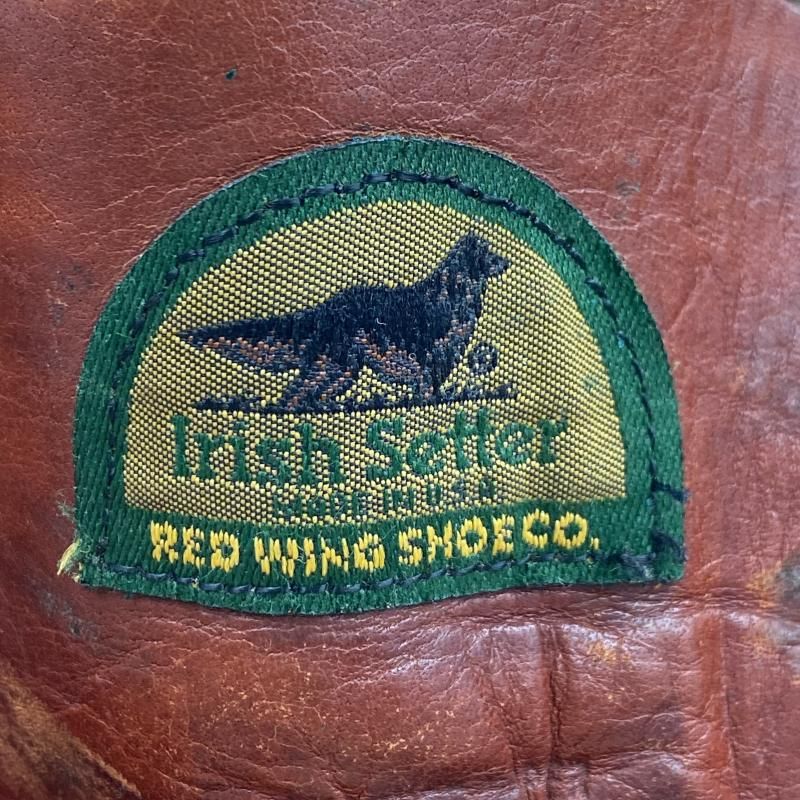 Irish Setter
MADE IN U.S.A.
RED WING SHOE CO.